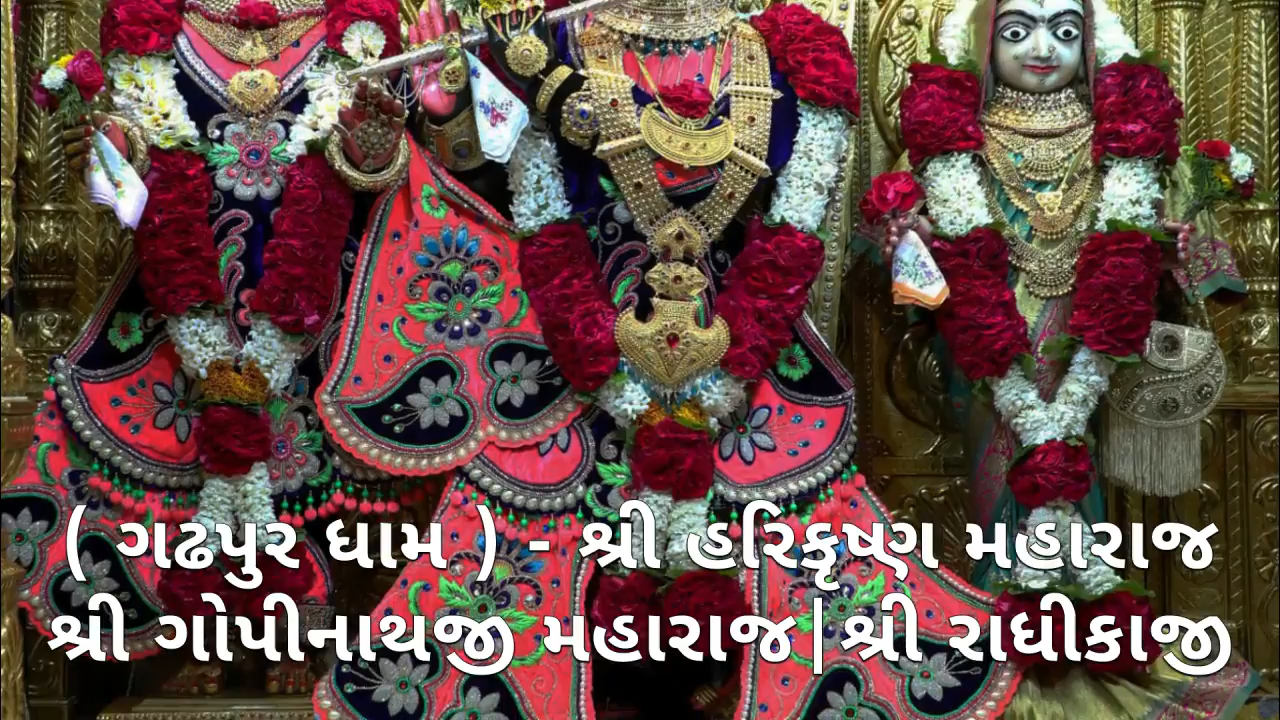 ( ગઢપુર ધામ ) - શ્રી હરિકૃષ્ણ મહારાજ
શ્રી ગોપીનાથજી મહારાજ|શ્રી રાધીકાજી